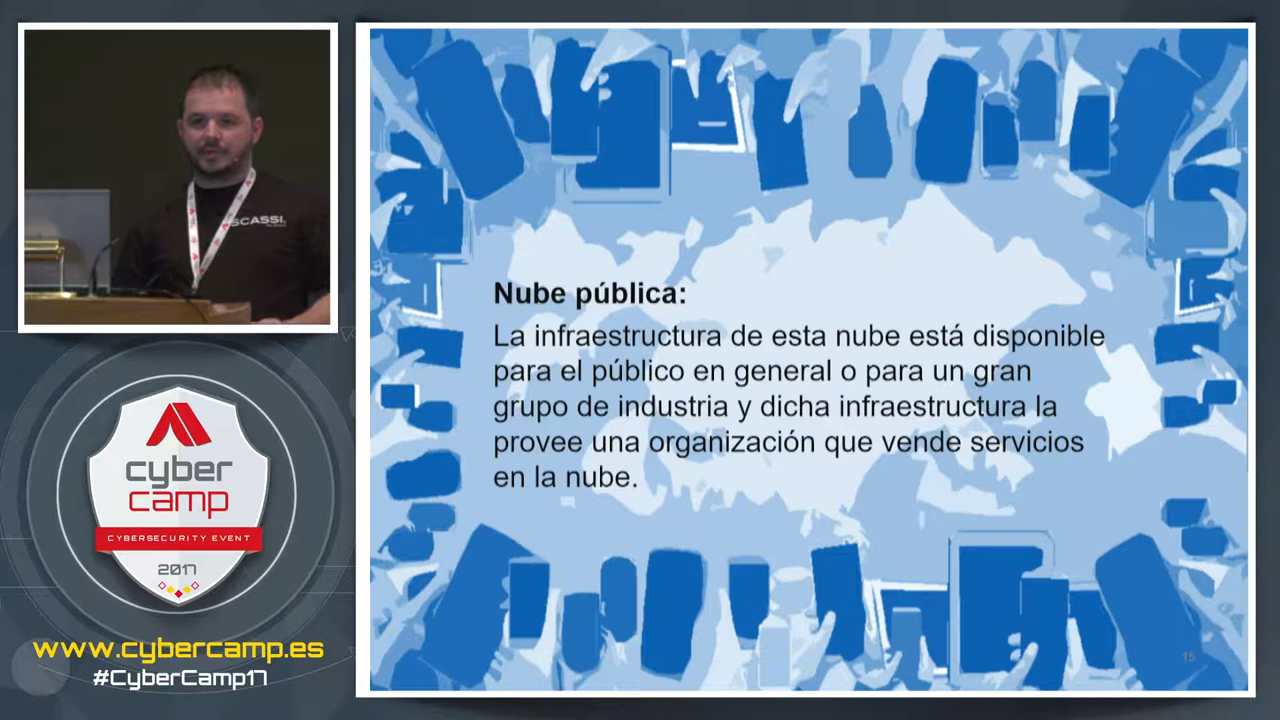 SCASSI
Nube pública:
La infraestructura de esta nube está disponible
para el público en general o para un gran
grupo de industria y dicha infraestructura la
provee una organización que vende servicios
en la nube.
15
cyber
camp
CYBERSECURITY EVENT
2017
www.cybercamp.es
#CyberCamp17